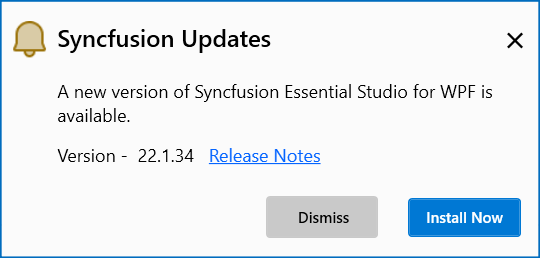 Syncfusion Updates
A new version of Syncfusion Essential Studio for WPF is
available.
Version - 22.1.34 Release Notes
Dismiss Install Now